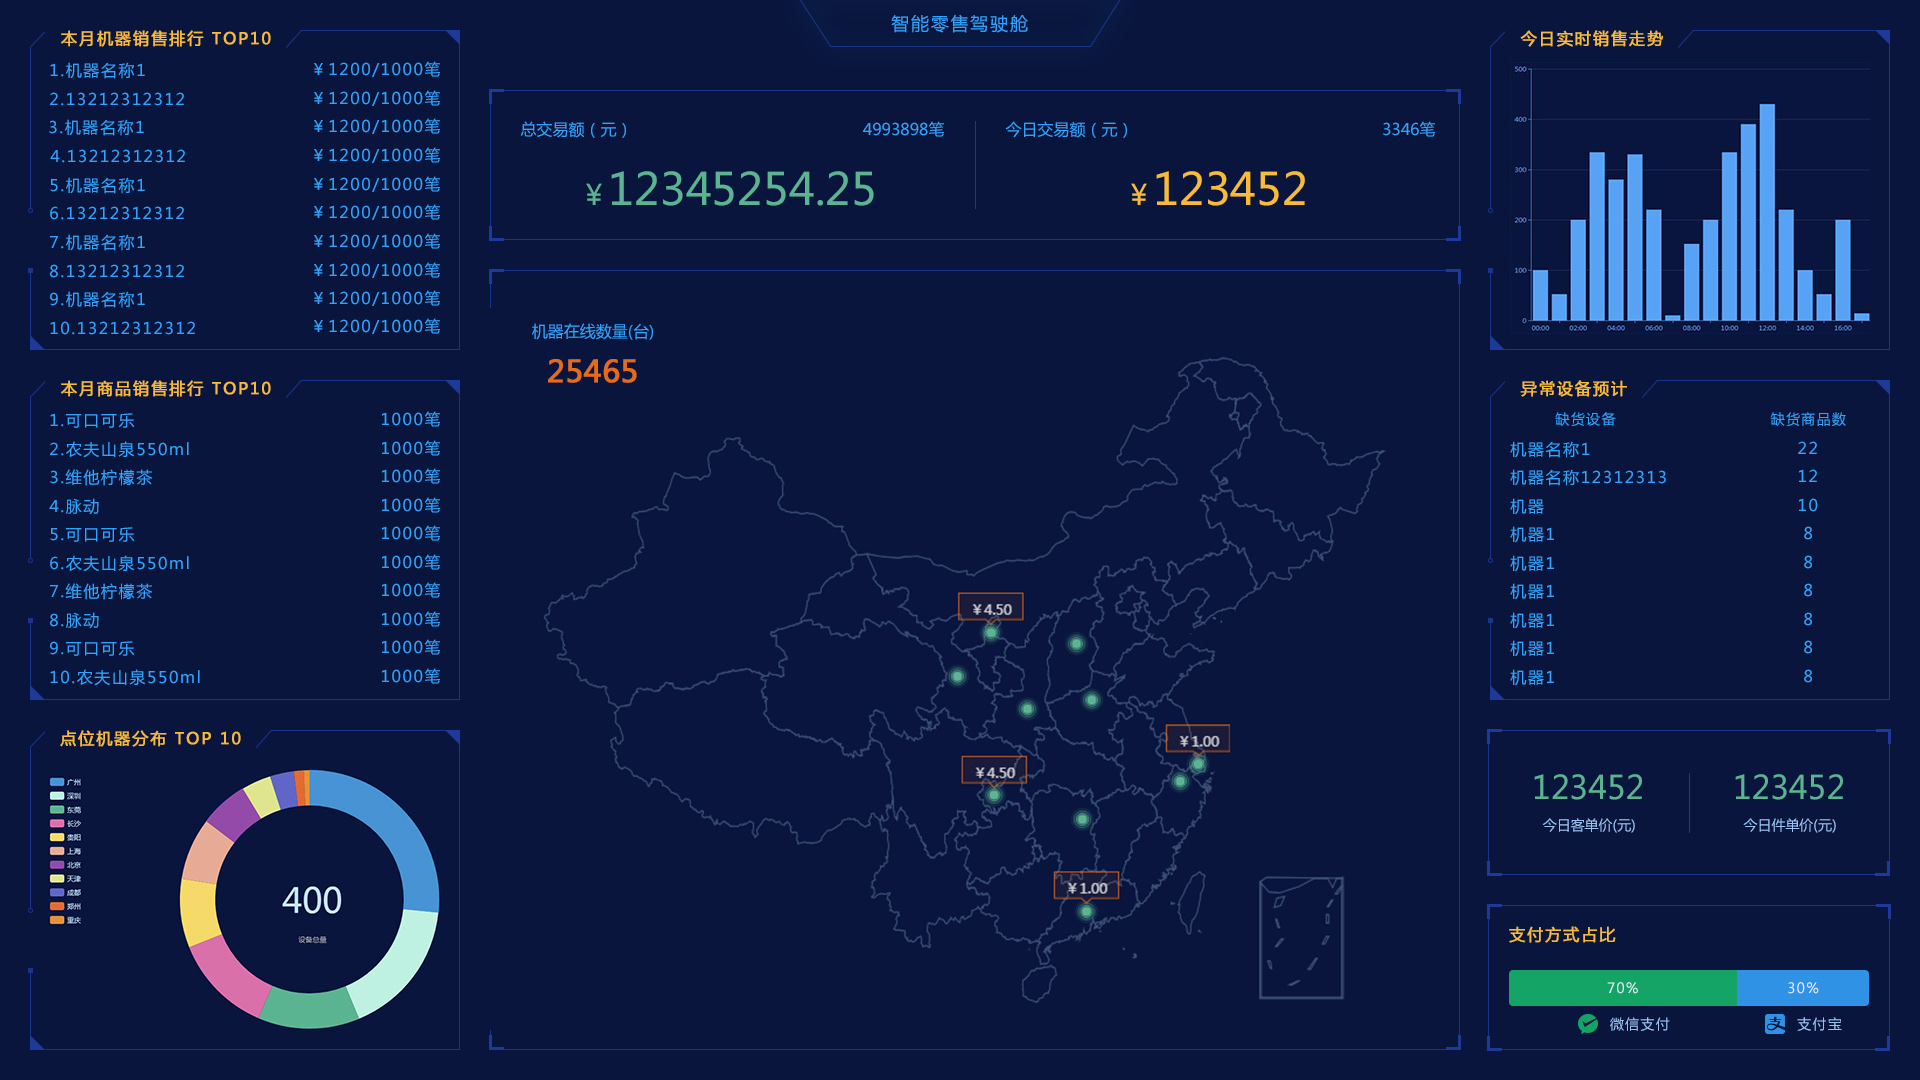 智能零售驾驶舱
本月机器销售排行 TOP10
1.机器名称1 ¥1200/1000笔
2.13212312312 ¥1200/1000笔
3.机器名称1 ¥1200/1000笔
4.13212312312 ¥1200/1000笔
5.机器名称1 ¥1200/1000笔
6.13212312312 ¥1200/1000笔
7.机器名称1 ¥1200/1000笔
8.13212312312 ¥1200/1000笔
9.机器名称1 ¥1200/1000笔
10.13212312312 ¥1200/1000笔
本月商品销售排行 TOP10
1.可口可乐 1000笔
2.农夫山泉550ml 1000笔
3.维他柠檬茶 1000笔
4.脉动 1000笔
5.可口可乐 1000笔
6.农夫山泉550ml 1000笔
7.维他柠檬茶 1000笔
8.脉动 1000笔
9.可口可乐 1000笔
10.农夫山泉550ml 1000笔
点位机器分布 TOP 10
广州
深圳
东莞
长沙
贵阳
上海
北京
天津
成都
郑州
重庆
400
设备总量
总交易额（元） 4993898笔
¥12345254.25
今日交易额（元） 3346笔
¥123452
机器在线数量(台)
25465
¥4.50
¥1.00
¥4.50
¥1.00
今日实时销售走势
500
400
300
200
100
0
00:00 02:00 04:00 06:00 08:00 10:00 12:00 14:00 16:00
异常设备预计
缺货设备 缺货商品数
机器名称1 22
机器名称12312313 12
机器 10
机器1 8
机器1 8
机器1 8
机器1 8
机器1 8
机器1 8
123452
今日客单价(元)
123452
今日件单价(元)
支付方式占比
70% 30%
微信支付 支 支付宝